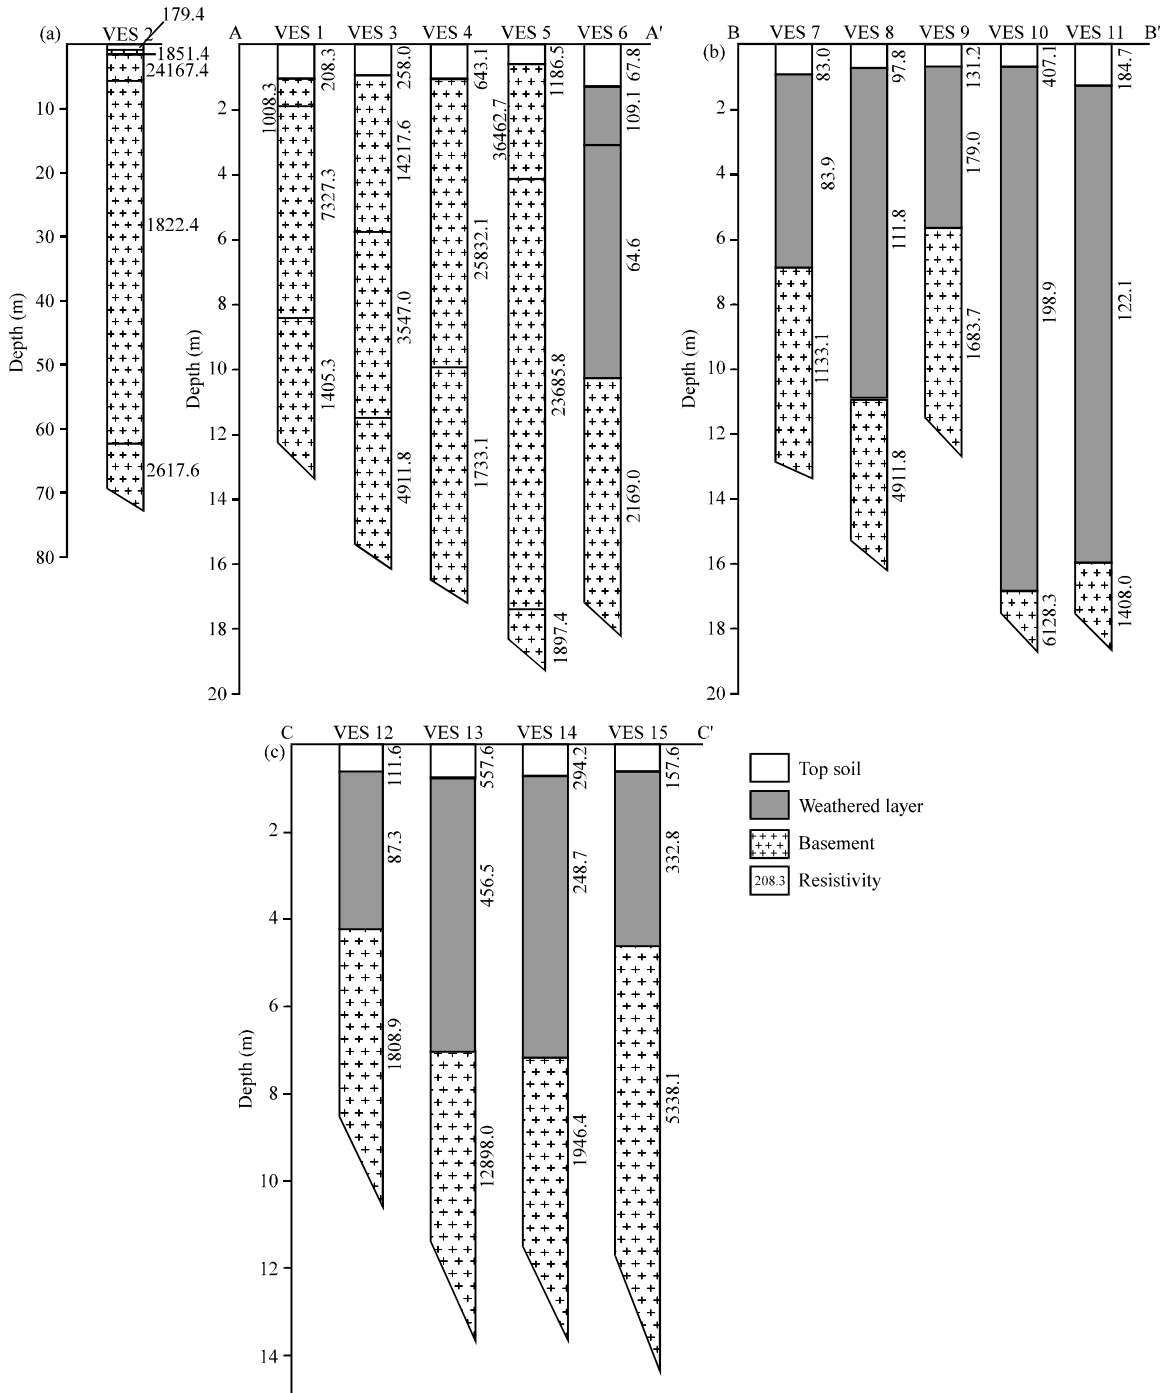 (a)
VES 2
179.4
1851.4
24167.4
1822.4
2617.6
10
20
30
40
50
60
70
80
Depth (m)
A
VES 1
VES 3
VES 4
VES 5
VES 6
A'
2
4
6
8
10
12
14
16
18
20
Depth (m)
208.3
1008.3
7327.3
1405.3
258.0
14217.6
3547.0
4911.8
643.1
25832.1
1733.1
1186.5
36462.7
23685.8
1897.4
67.8
109.1
64.6
2169.0
(b)
B
VES 7
VES 8
VES 9
VES 10
VES 11
B'
2
4
6
8
10
12
14
16
18
20
Depth (m)
83.0
83.9
1133.1
97.8
111.8
4911.8
131.2
179.0
1683.7
407.1
198.9
6128.3
184.7
122.1
1408.0
(c)
C
VES 12
VES 13
VES 14
VES 15
C'
2
4
6
8
10
12
14
Depth (m)
111.6
87.3
1808.9
557.6
456.5
12898.0
294.2
248.7
1946.4
157.6
332.8
5338.1
Top soil
Weathered layer
Basement
208.3 Resistivity